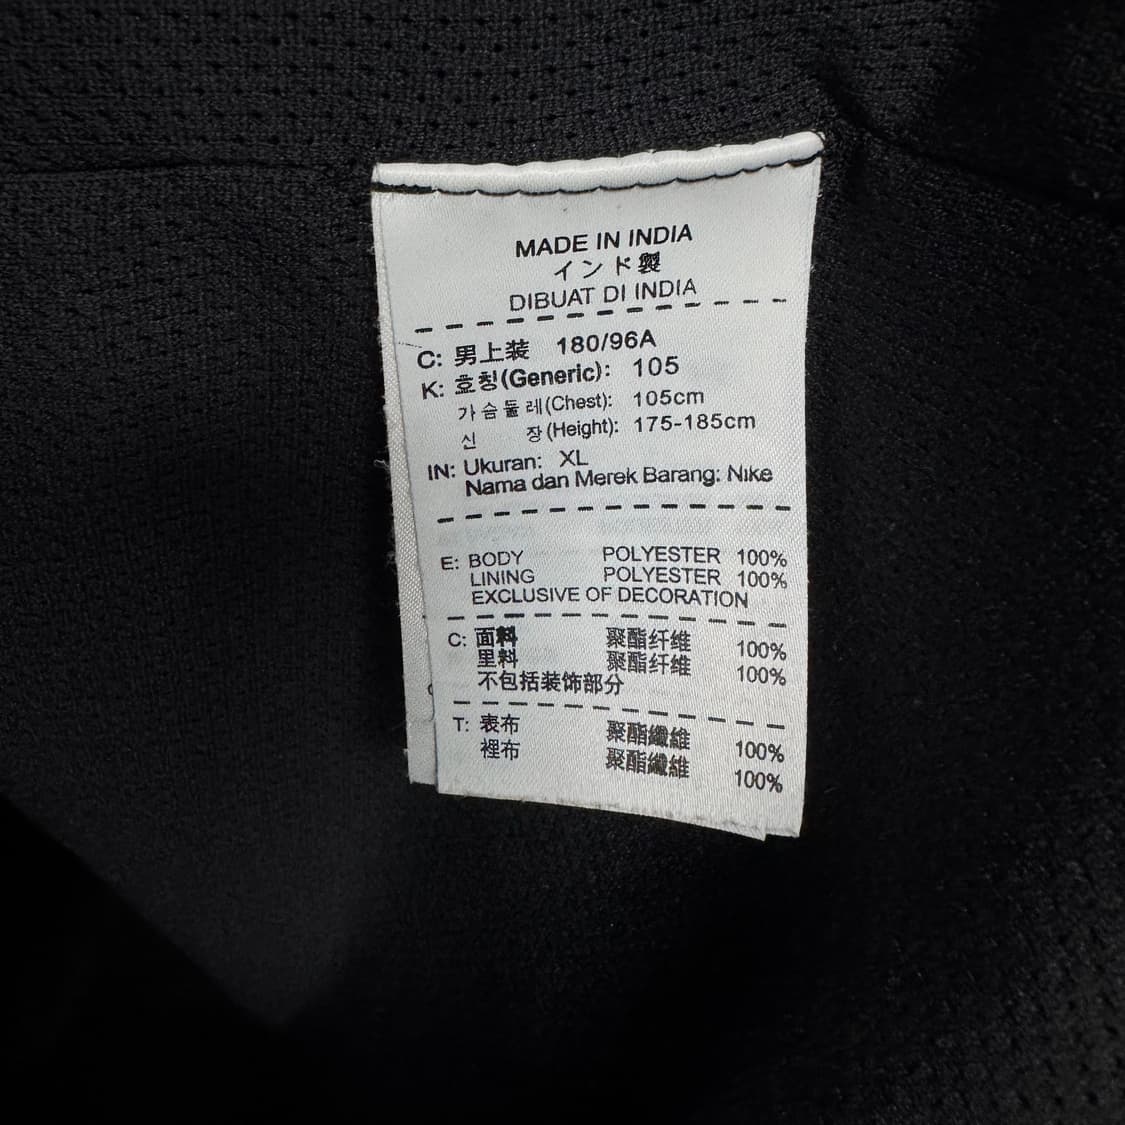 MADE IN INDIA
インド製
DIBUAT DI INDIA
C: 男上装 180/96A
K: 호칭(Generic): 105
가슴둘레(Chest): 105cm
신 장(Height): 175-185cm
IN: Ukuran: XL
Nama dan Merek Barang: Nike
E: BODY POLYESTER 100%
LINING POLYESTER 100%
EXCLUSIVE OF DECORATION
C: 面料 聚酯纤维 100%
里料 聚酯纤维 100%
不包括装饰部分
T: 表布 聚酯纖維 100%
裡布 聚酯纖維 100%